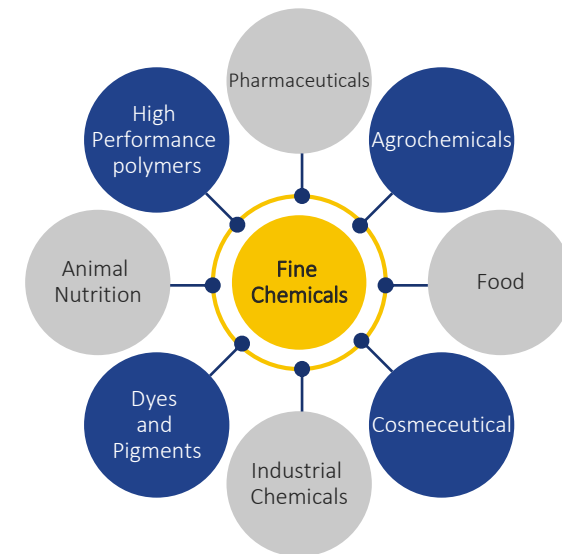 Pharmaceuticals
High
Performance
polymers
Agrochemicals
Animal
Nutrition
Fine
Chemicals
Food
Dyes
and
Pigments
Cosmeceutical
Industrial
Chemicals